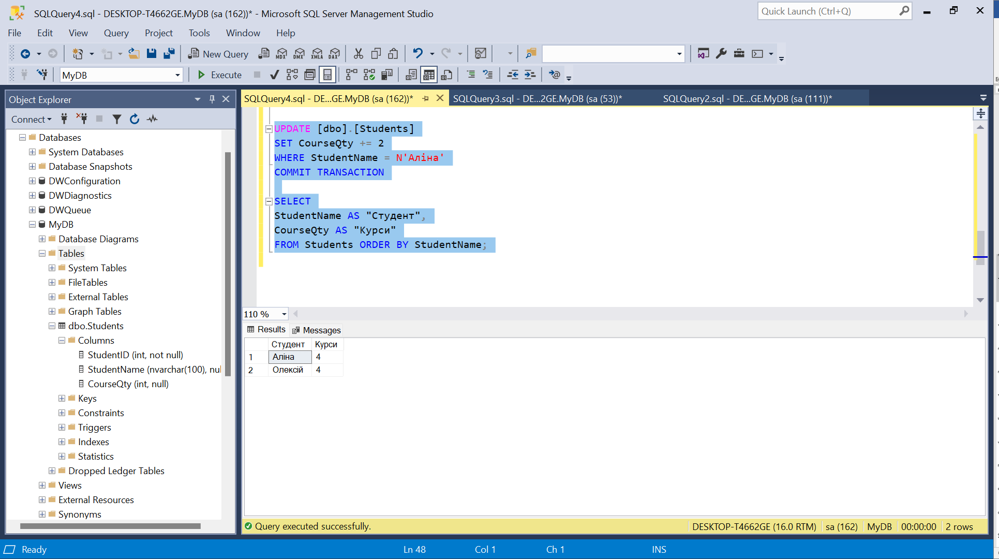 SQLQuery4.sql - DESKTOP-T4662GE.MyDB (sa (162))* - Microsoft SQL Server Management Studio
Quick Launch (Ctrl+Q)
File Edit View Query Project Tools Window Help
New Query MDX DMX XMLA DAX
MyDB Execute
Object Explorer
Connect
Databases
System Databases
Database Snapshots
DWConfiguration
DWDiagnostics
DWQueue
MyDB
Database Diagrams
Tables
System Tables
FileTables
External Tables
Graph Tables
dbo.Students
Columns
StudentID (int, not null)
StudentName (nvarchar(100), nul
CourseQty (int, null)
Keys
Constraints
Triggers
Indexes
Statistics
Dropped Ledger Tables
Views
External Resources
Synonyms
SQLQuery4.sql - DE...GE.MyDB (sa (162))* SQLQuery3.sql - DE...2GE.MyDB (sa (53))* SQLQuery2.sql - DE...GE.MyDB (sa (111))*
UPDATE [dbo].[Students]
SET CourseQty += 2
WHERE StudentName = N'Аліна'
COMMIT TRANSACTION
SELECT
StudentName AS "Студент",
CourseQty AS "Курси"
FROM Students ORDER BY StudentName;
110 %
Results Messages
Студент Курси
1 Аліна 4
2 Олексій 4
Query executed successfully. DESKTOP-T4662GE (16.0 RTM) sa (162) MyDB 00:00:00 2 rows
Ready Ln 48 Col 1 Ch 1 INS